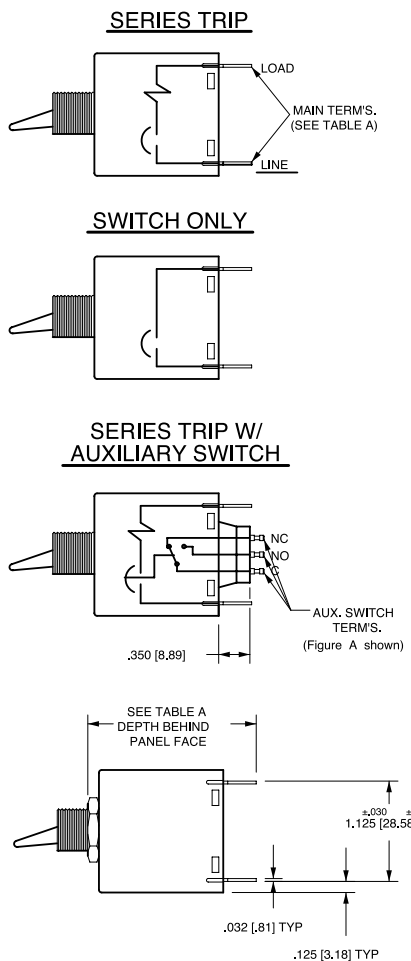 SERIES TRIP
LOAD
MAIN TERM'S.
(SEE TABLE A)
LINE
SWITCH ONLY
SERIES TRIP W/
AUXILIARY SWITCH
NC
NO
C
AUX. SWITCH
TERM'S.
(Figure A shown)
.350 [8.89]
SEE TABLE A
DEPTH BEHIND
PANEL FACE
±.030 ±
1.125 [28.58
.032 [.81] TYP
.125 [3.18] TYP